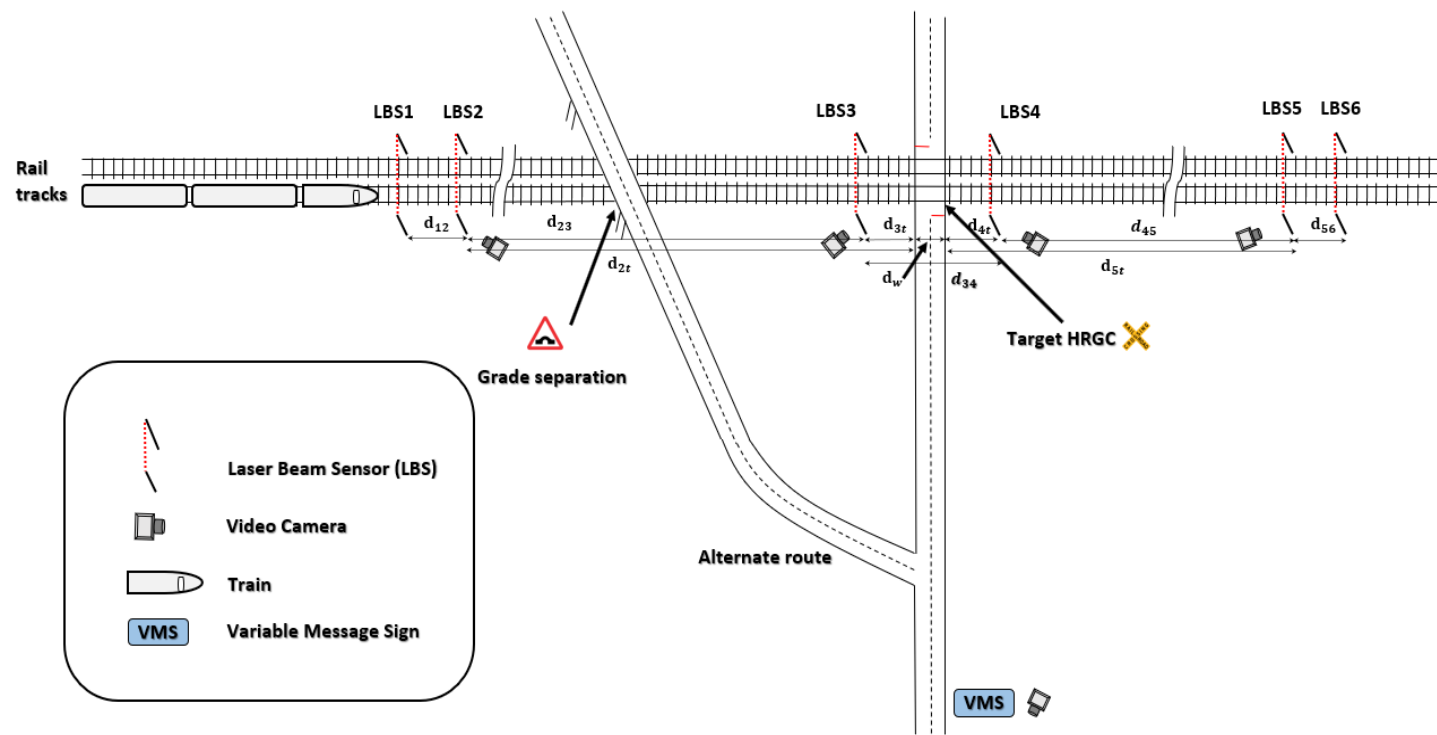 LBS1
LBS2
LBS3
LBS4
LBS5
LBS6
Rail
tracks
d12
d23
d3t
d4t
d45
d56
d2t
dw
d34
d5t
Target HRGC
Grade separation
Laser Beam Sensor (LBS)
Video Camera
Train
VMS
Variable Message Sign
Alternate route
VMS